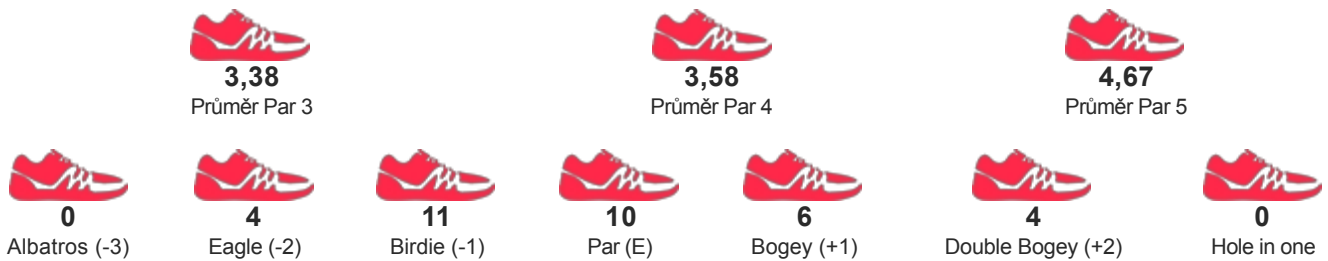 3,38
Průměr Par 3
3,58
Průměr Par 4
4,67
Průměr Par 5
0
Albatros (-3)
4
Eagle (-2)
11
Birdie (-1)
10
Par (E)
6
Bogey (+1)
4
Double Bogey (+2)
0
Hole in one